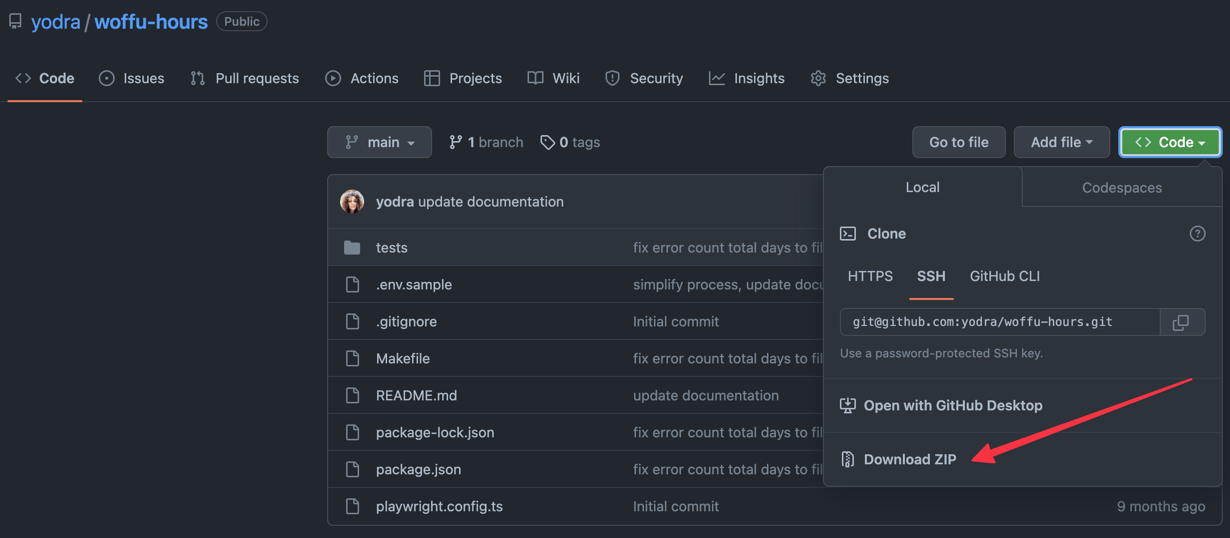 yodra / woffu-hours Public
Code Issues Pull requests Actions Projects Wiki Security Insights Settings
main 1 branch 0 tags Go to file Add file Code
Local Codespaces
yodra update documentation
Clone
tests fix error count total days to fil
HTTPS SSH GitHub CLI
.env.sample simplify process, update docu
.gitignore Initial commit
git@github.com:yodra/woffu-hours.git
Use a password-protected SSH key.
Makefile fix error count total days to fil
README.md update documentation
Open with GitHub Desktop
package-lock.json fix error count total days to fil
Download ZIP
package.json fix error count total days to fil
playwright.config.ts Initial commit 9 months ago